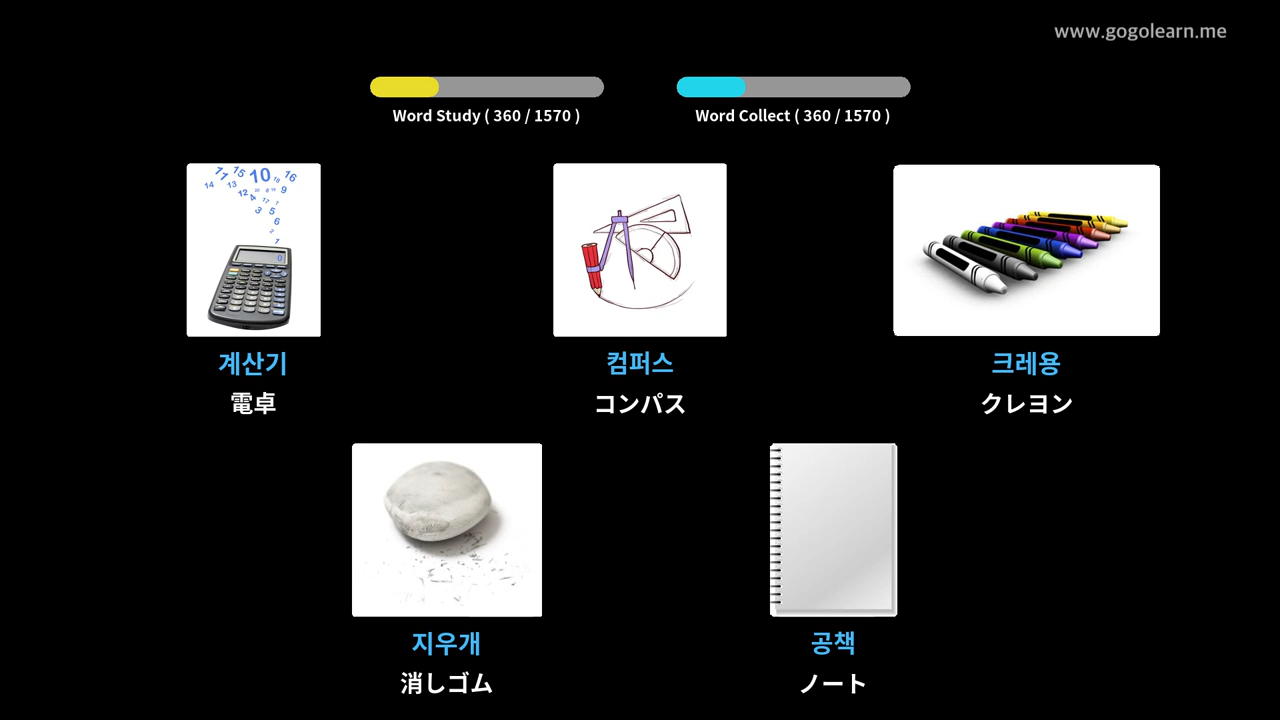 www.gogolearn.me
Word Study ( 360 / 1570 )
Word Collect ( 360 / 1570 )
계산기
電卓
컴퍼스
コンパス
크레용
クレヨン
지우개
消しゴム
공책
ノート